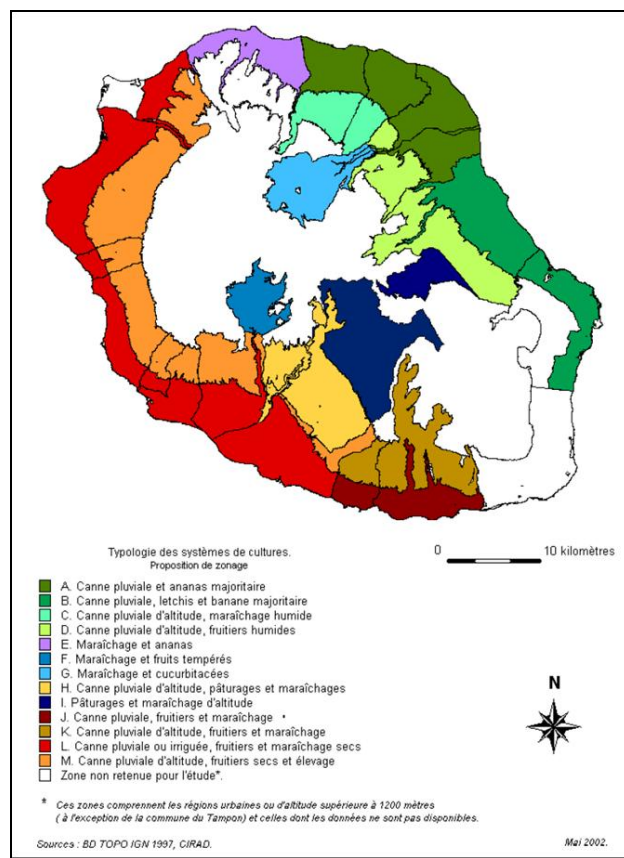 Typologie des systèmes de cultures.
Proposition de zonage
0 10 kilomètres
A. Canne pluviale et ananas majoritaire
B. Canne pluviale, letchis et banane majoritaire
C. Canne pluviale d'altitude, maraîchage humide
D. Canne pluviale d'altitude, fruitiers humides
E. Maraîchage et ananas
F. Maraîchage et fruits tempérés
G. Maraîchage et cucurbitacées
H. Canne pluviale d'altitude, pâturages et maraîchages
I. Pâturages et maraîchage d'altitude
J. Canne pluviale, fruitiers et maraîchage
K. Canne pluviale d'altitude, fruitiers et maraîchage
L. Canne pluviale ou irriguée, fruitiers et maraîchage secs
M. Canne pluviale d'altitude, fruitiers secs et élevage
Zone non retenue pour l'étude*.
N
* Ces zones comprennent les régions urbaines ou d'altitude supérieure à 1200 mètres
( à l'exception de la commune du Tampon) et celles dont les données ne sont pas disponibles.
Sources : BD TOPO IGN 1997, CIRAD.
Mai 2002.